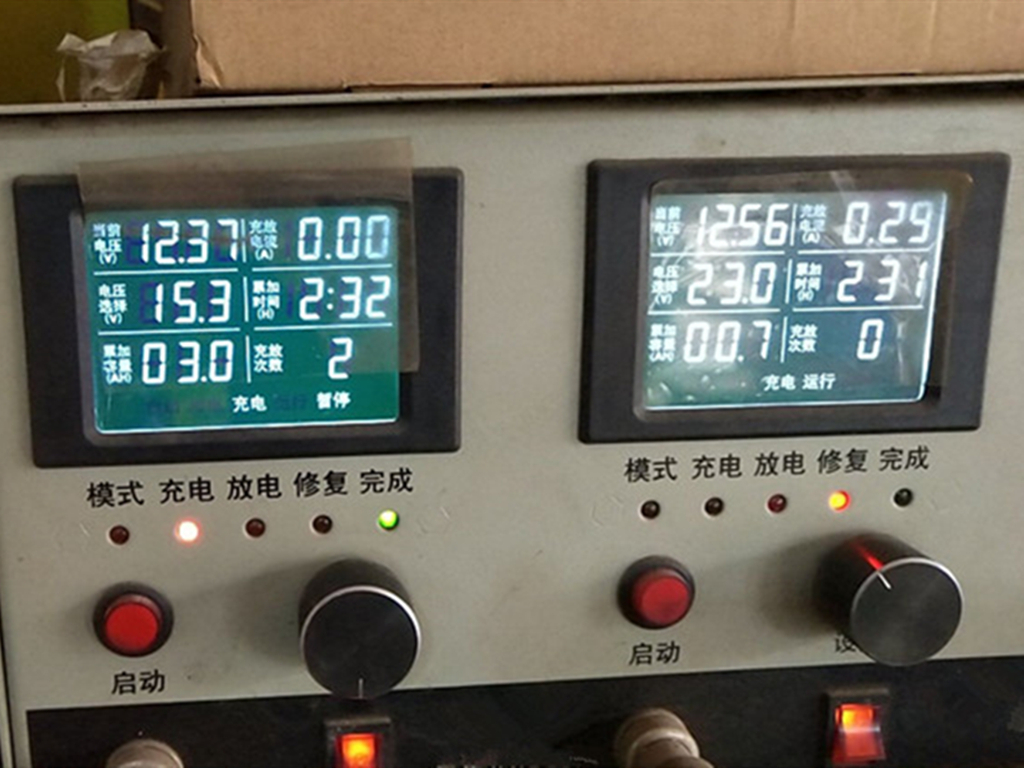 当前电压(V) 12.37 充放电流(A) 0.00
电压选择(V) 15.3 累加时间(H) 2:32
累加容量(AH) 03.0 充放次数 2
充电 暂停
模式 充电 放电 修复 完成
启动
当前电压(V) 12.56 充放电流(A) 0.29
电压选择(V) 23.0 累加时间(H) 2 31
累加容量(AH) 00.7 充放次数 0
充电 运行
模式 充电 放电 修复 完成
启动
设